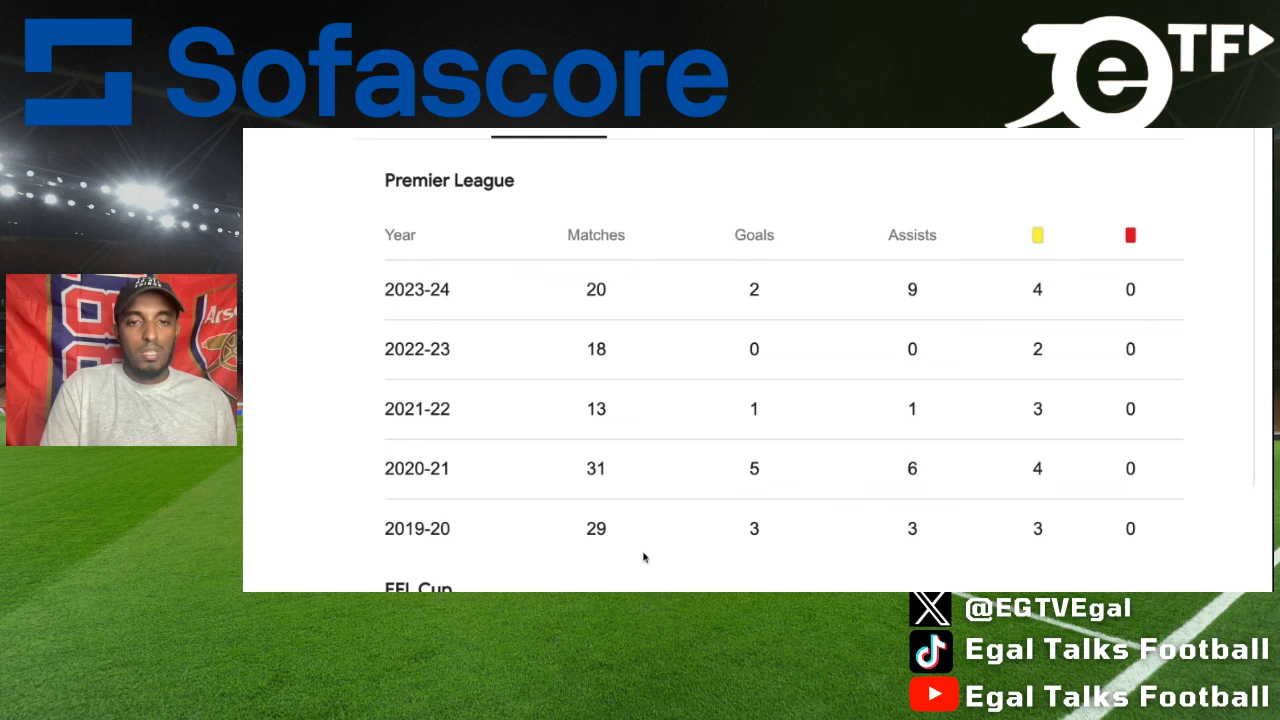 Sofascore
eTF
Premier League
Year Matches Goals Assists
2023-24 20 2 9 4 0
2022-23 18 0 0 2 0
2021-22 13 1 1 3 0
2020-21 31 5 6 4 0
2019-20 29 3 3 3 0
EFL Cup
@EGTVEgal
Egal Talks Football
Egal Talks Football